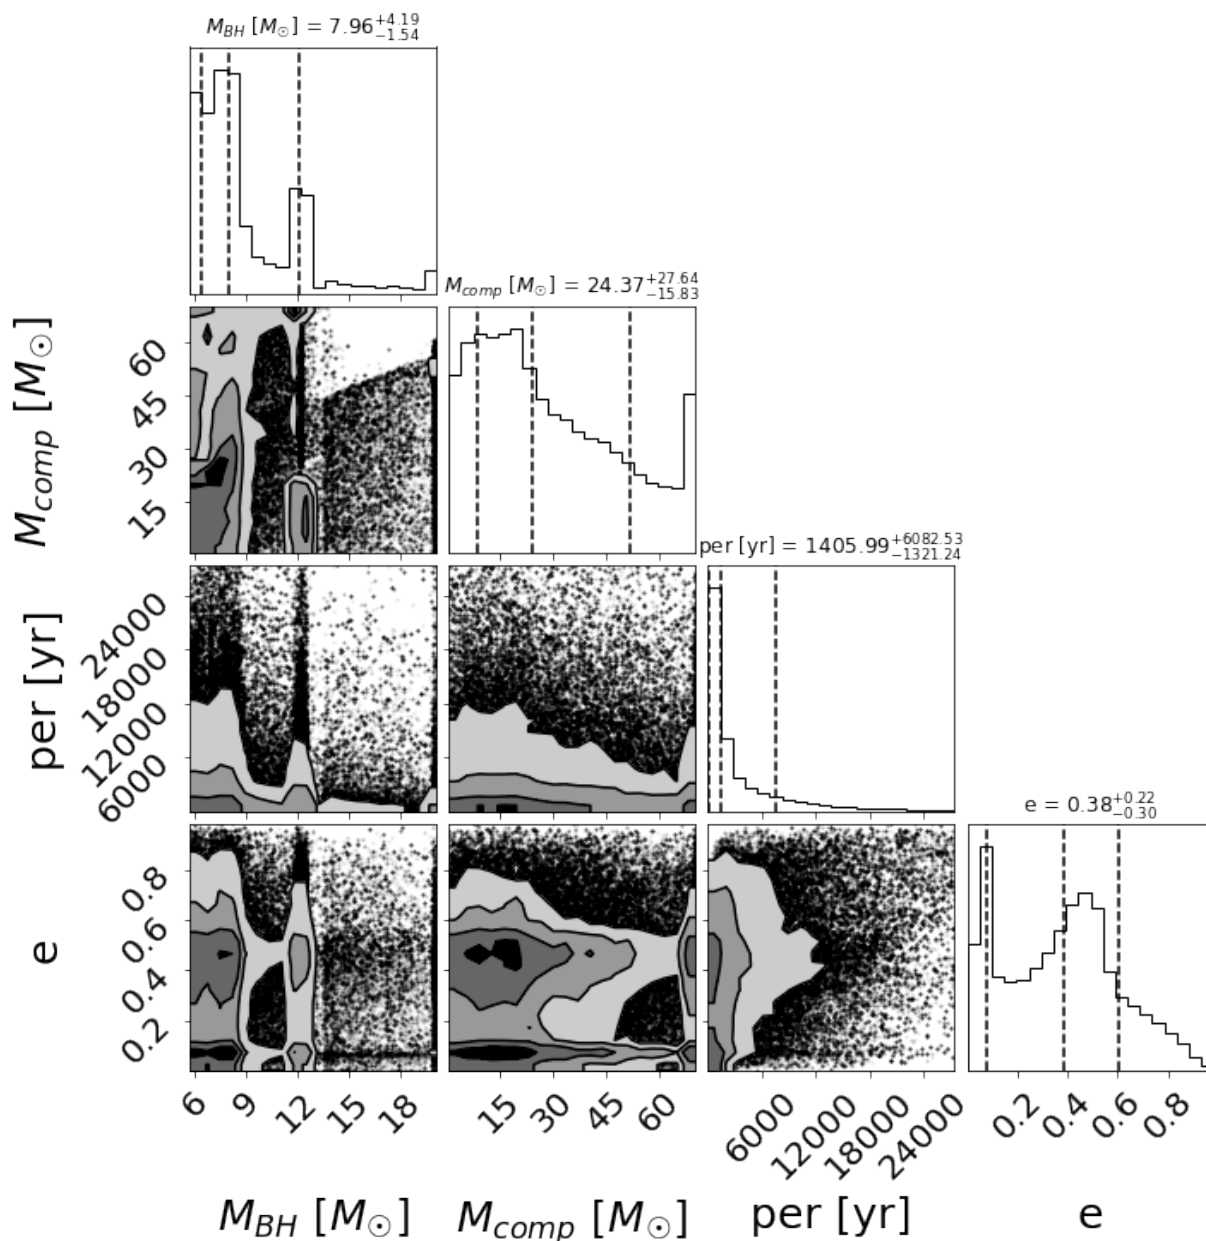 M_BH [M_⊙] = 7.96^{+4.19}_{-1.54}
M_comp [M_⊙] = 24.37^{+27.64}_{-15.83}
M_comp [M_⊙]
60
45
30
15
per [yr] = 1405.99^{+6082.53}_{-1321.24}
per [yr]
24000
18000
12000
6000
e = 0.38^{+0.22}_{-0.30}
e
0.8
0.6
0.4
0.2
6 9 12 15 18
15 30 45 60
6000 12000 18000 24000
0.2 0.4 0.6 0.8
M_BH [M_⊙] M_comp [M_⊙] per [yr] e